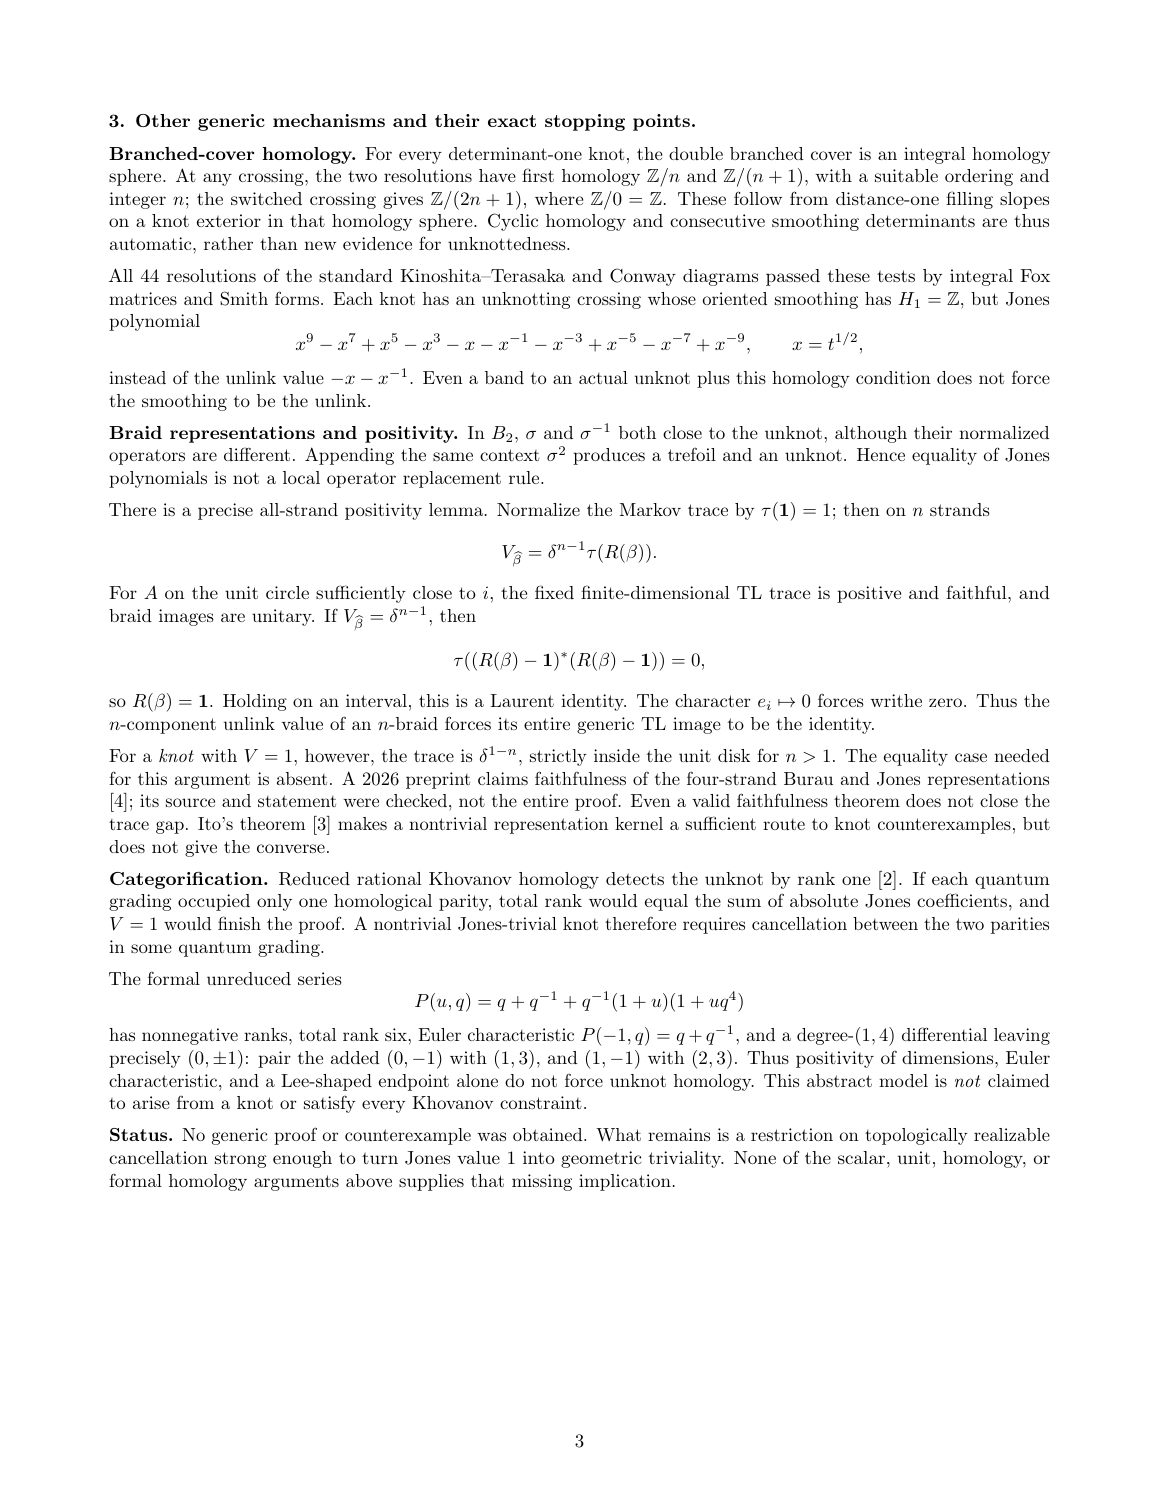 3. Other generic mechanisms and their exact stopping points.
Branched-cover homology. For every determinant-one knot, the double branched cover is an integral homology
sphere. At any crossing, the two resolutions have first homology ℤ/n and ℤ/(n + 1), with a suitable ordering and
integer n; the switched crossing gives ℤ/(2n + 1), where ℤ/0 = ℤ. These follow from distance-one filling slopes
on a knot exterior in that homology sphere. Cyclic homology and consecutive smoothing determinants are thus
automatic, rather than new evidence for unknottedness.
All 44 resolutions of the standard Kinoshita–Terasaka and Conway diagrams passed these tests by integral Fox
matrices and Smith forms. Each knot has an unknotting crossing whose oriented smoothing has H₁ = ℤ, but Jones
polynomial
x⁹ − x⁷ + x⁵ − x³ − x − x⁻¹ − x⁻³ + x⁻⁵ − x⁻⁷ + x⁻⁹, x = t^{1/2},
instead of the unlink value −x − x⁻¹. Even a band to an actual unknot plus this homology condition does not force
the smoothing to be the unlink.
Braid representations and positivity. In B₂, σ and σ⁻¹ both close to the unknot, although their normalized
operators are different. Appending the same context σ² produces a trefoil and an unknot. Hence equality of Jones
polynomials is not a local operator replacement rule.
There is a precise all-strand positivity lemma. Normalize the Markov trace by τ(𝟏) = 1; then on n strands
V_{β̂} = δⁿ⁻¹τ(R(β)).
For A on the unit circle sufficiently close to i, the fixed finite-dimensional TL trace is positive and faithful, and
braid images are unitary. If V_{β̂} = δⁿ⁻¹, then
τ((R(β) − 𝟏)*(R(β) − 𝟏)) = 0,
so R(β) = 𝟏. Holding on an interval, this is a Laurent identity. The character eᵢ ↦ 0 forces writhe zero. Thus the
n-component unlink value of an n-braid forces its entire generic TL image to be the identity.
For a knot with V = 1, however, the trace is δ¹⁻ⁿ, strictly inside the unit disk for n > 1. The equality case needed
for this argument is absent. A 2026 preprint claims faithfulness of the four-strand Burau and Jones representations
[4]; its source and statement were checked, not the entire proof. Even a valid faithfulness theorem does not close the
trace gap. Ito's theorem [3] makes a nontrivial representation kernel a sufficient route to knot counterexamples, but
does not give the converse.
Categorification. Reduced rational Khovanov homology detects the unknot by rank one [2]. If each quantum
grading occupied only one homological parity, total rank would equal the sum of absolute Jones coefficients, and
V = 1 would finish the proof. A nontrivial Jones-trivial knot therefore requires cancellation between the two parities
in some quantum grading.
The formal unreduced series
P(u, q) = q + q⁻¹ + q⁻¹(1 + u)(1 + uq⁴)
has nonnegative ranks, total rank six, Euler characteristic P(−1, q) = q + q⁻¹, and a degree-(1, 4) differential leaving
precisely (0, ±1): pair the added (0, −1) with (1, 3), and (1, −1) with (2, 3). Thus positivity of dimensions, Euler
characteristic, and a Lee-shaped endpoint alone do not force unknot homology. This abstract model is not claimed
to arise from a knot or satisfy every Khovanov constraint.
Status. No generic proof or counterexample was obtained. What remains is a restriction on topologically realizable
cancellation strong enough to turn Jones value 1 into geometric triviality. None of the scalar, unit, homology, or
formal homology arguments above supplies that missing implication.
3